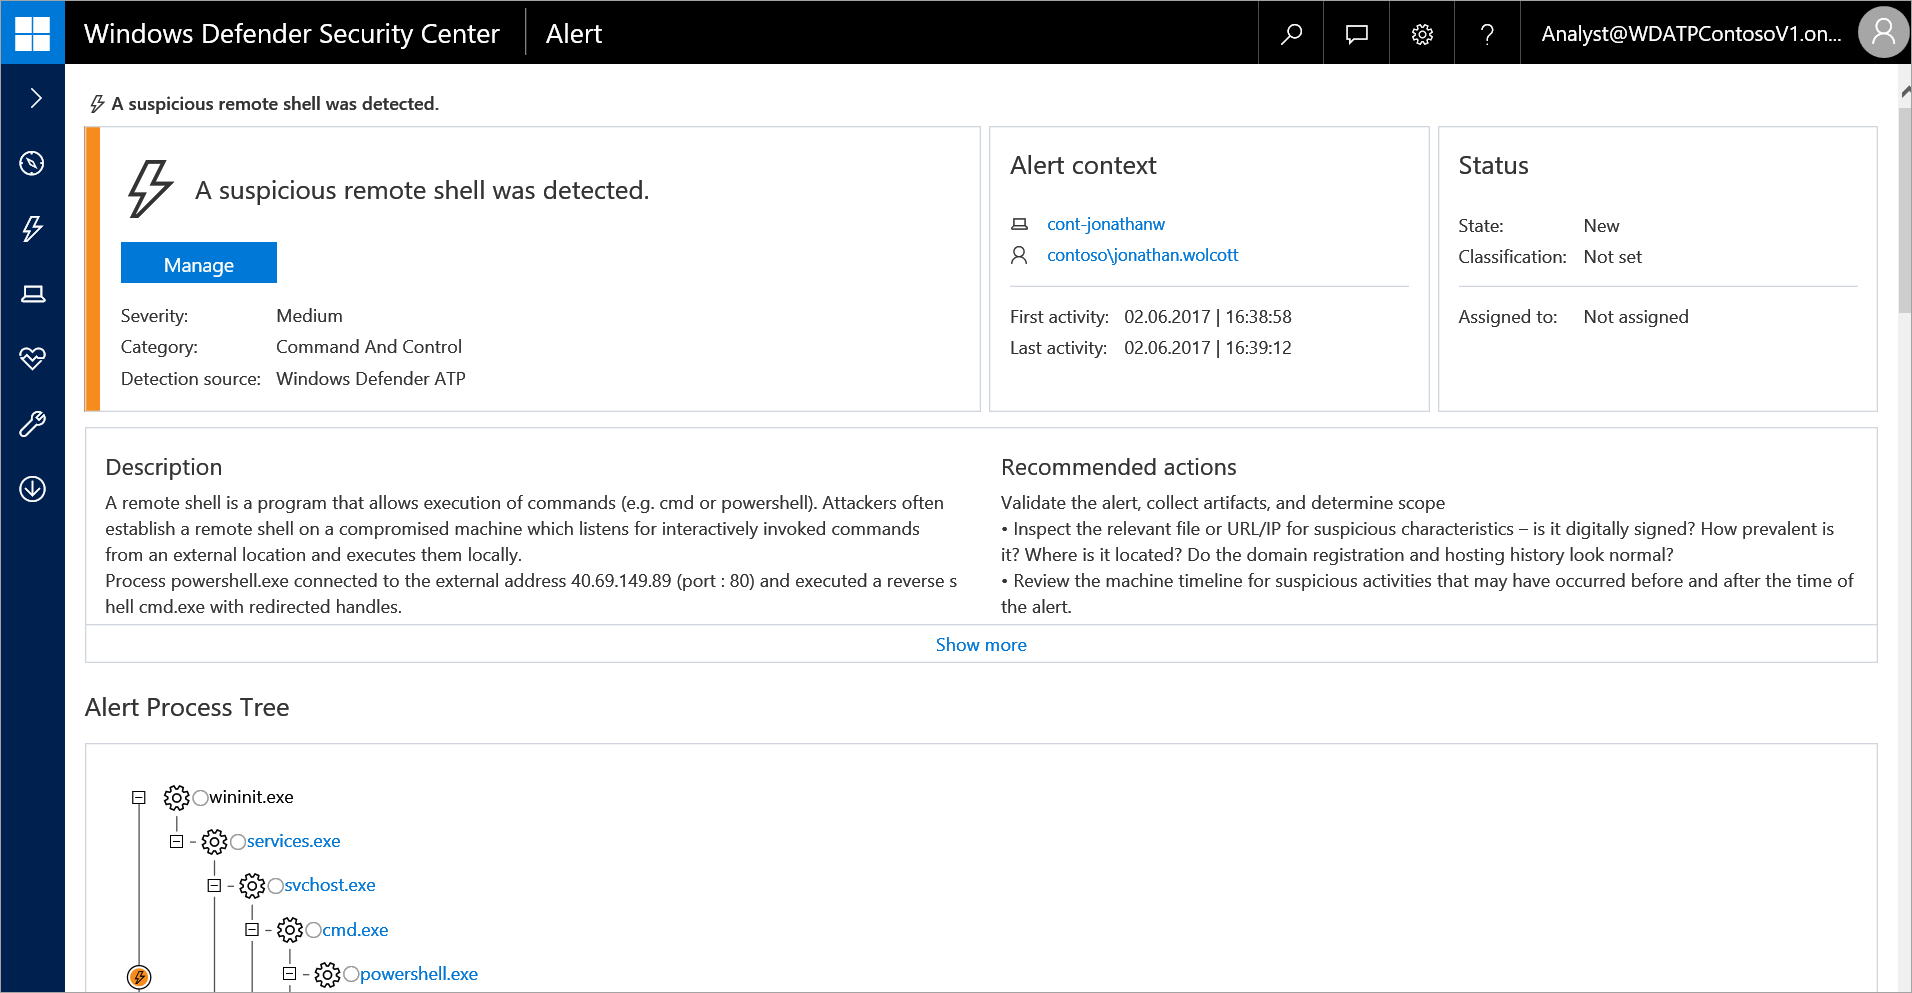 Windows Defender Security Center Alert Analyst@WDATPContosoV1.on...
A suspicious remote shell was detected.
A suspicious remote shell was detected.
Manage
Severity: Medium
Category: Command And Control
Detection source: Windows Defender ATP
Alert context
cont-jonathanw
contoso\jonathan.wolcott
First activity: 02.06.2017 | 16:38:58
Last activity: 02.06.2017 | 16:39:12
Status
State: New
Classification: Not set
Assigned to: Not assigned
Description
A remote shell is a program that allows execution of commands (e.g. cmd or powershell). Attackers often
establish a remote shell on a compromised machine which listens for interactively invoked commands
from an external location and executes them locally.
Process powershell.exe connected to the external address 40.69.149.89 (port : 80) and executed a reverse s
hell cmd.exe with redirected handles.
Recommended actions
Validate the alert, collect artifacts, and determine scope
• Inspect the relevant file or URL/IP for suspicious characteristics – is it digitally signed? How prevalent is
it? Where is it located? Do the domain registration and hosting history look normal?
• Review the machine timeline for suspicious activities that may have occurred before and after the time of
the alert.
Show more
Alert Process Tree
wininit.exe
services.exe
svchost.exe
cmd.exe
powershell.exe